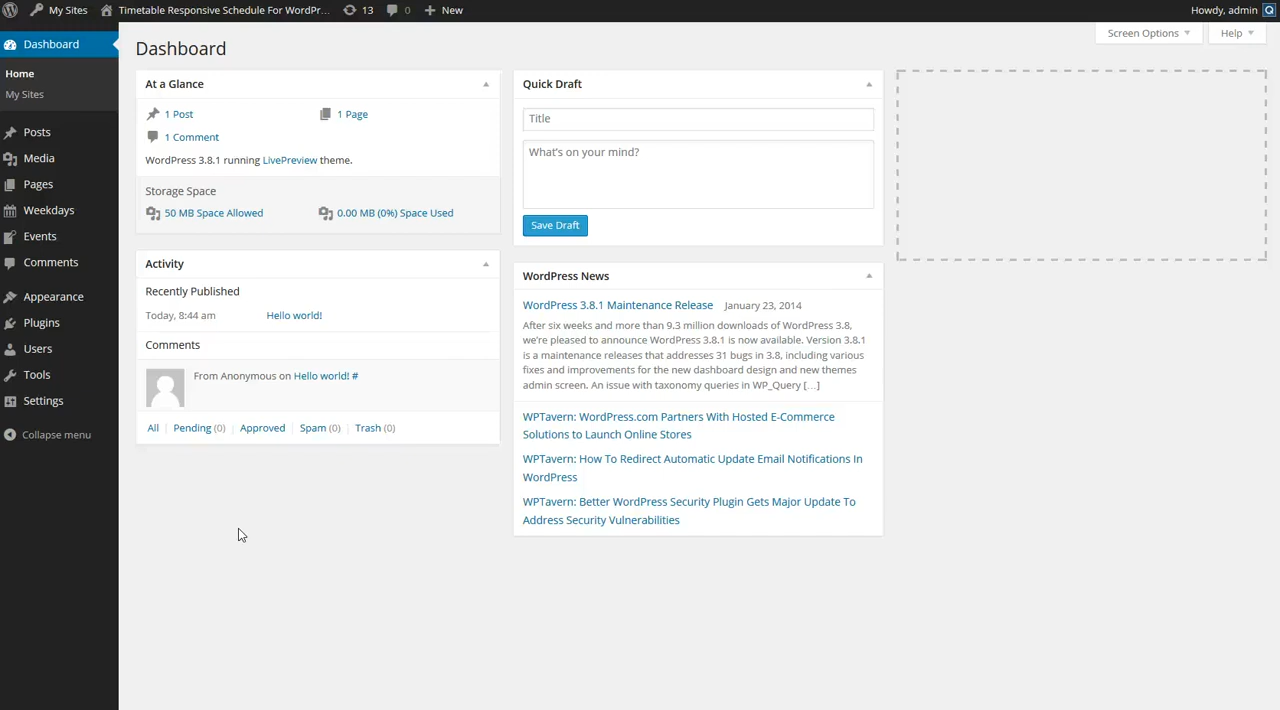 My Sites Timetable Responsive Schedule For WordPr... 13 0 + New Howdy, admin
Screen Options Help
Dashboard
Home
My Sites
Posts
Media
Pages
Weekdays
Events
Comments
Appearance
Plugins
Users
Tools
Settings
Collapse menu
Dashboard
At a Glance
1 Post 1 Page
1 Comment
WordPress 3.8.1 running LivePreview theme.
Storage Space
50 MB Space Allowed 0.00 MB (0%) Space Used
Activity
Recently Published
Today, 8:44 am Hello world!
Comments
From Anonymous on Hello world! #
All | Pending (0) | Approved | Spam (0) | Trash (0)
Quick Draft
Title
What's on your mind?
Save Draft
WordPress News
WordPress 3.8.1 Maintenance Release January 23, 2014
After six weeks and more than 9.3 million downloads of WordPress 3.8,
we're pleased to announce WordPress 3.8.1 is now available. Version 3.8.1
is a maintenance releases that addresses 31 bugs in 3.8, including various
fixes and improvements for the new dashboard design and new themes
admin screen. An issue with taxonomy queries in WP_Query […]
WPTavern: WordPress.com Partners With Hosted E-Commerce
Solutions to Launch Online Stores
WPTavern: How To Redirect Automatic Update Email Notifications In
WordPress
WPTavern: Better WordPress Security Plugin Gets Major Update To
Address Security Vulnerabilities